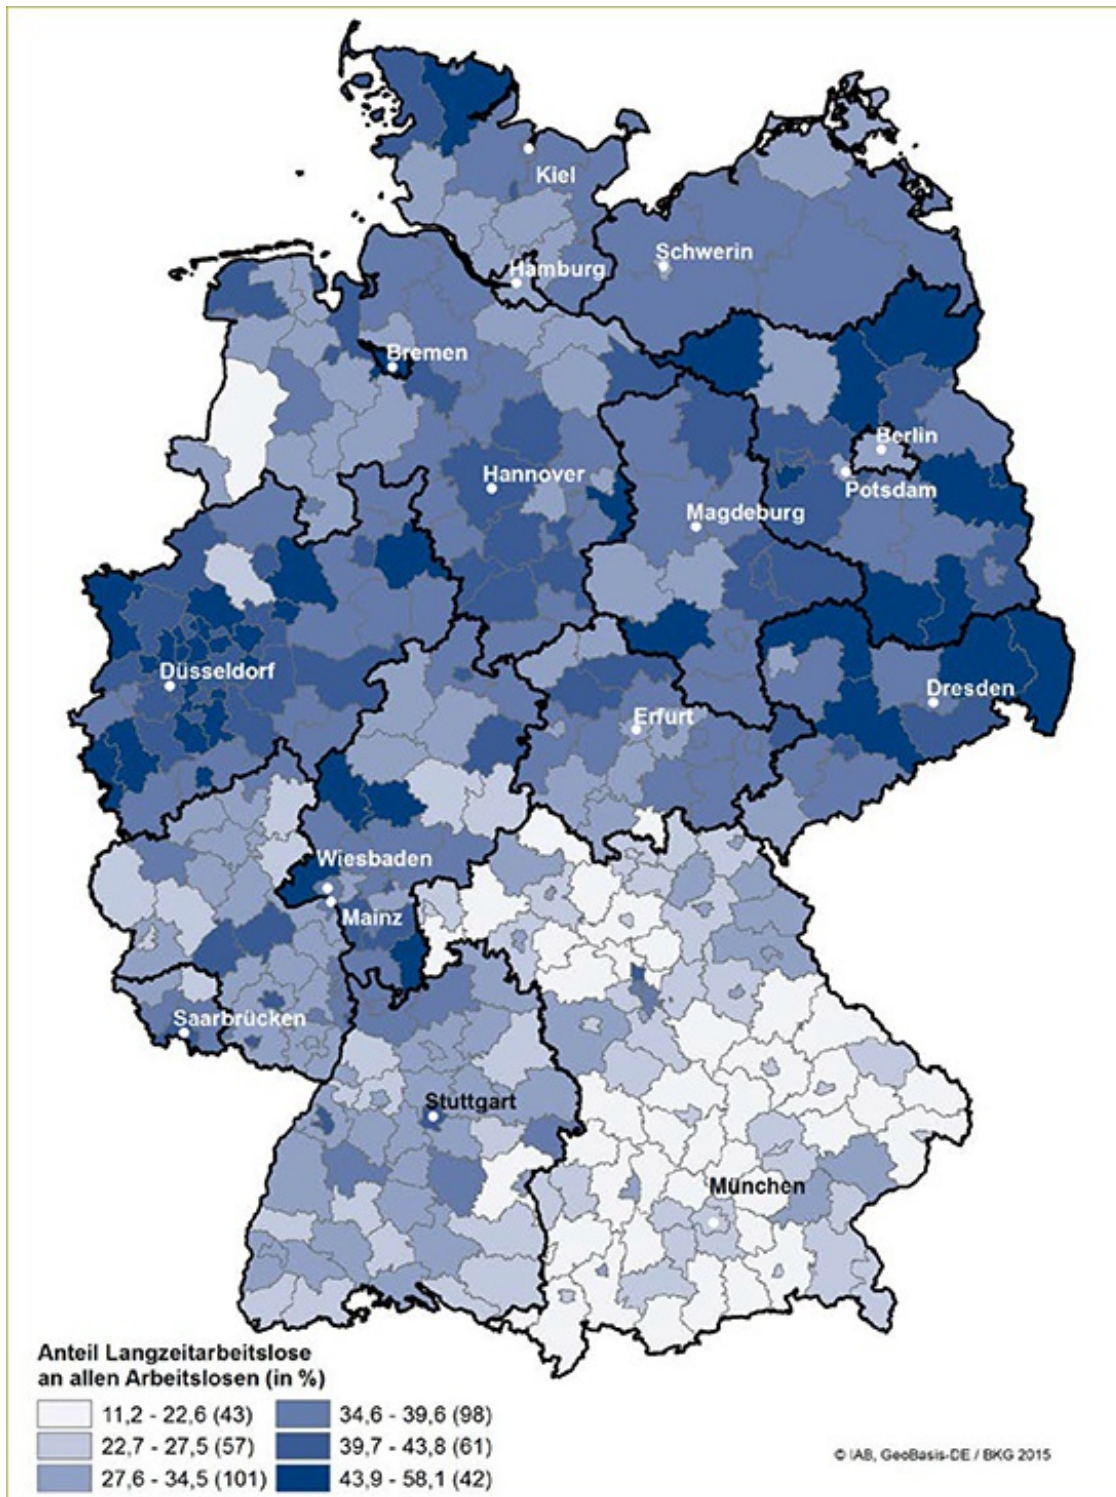 Kiel
Schwerin
Hamburg
Bremen
Berlin
Hannover
Potsdam
Magdeburg
Düsseldorf
Dresden
Erfurt
Wiesbaden
Mainz
Saarbrücken
Stuttgart
München
Anteil Langzeitarbeitslose
an allen Arbeitslosen (in %)
11,2 - 22,6 (43)
34,6 - 39,6 (98)
22,7 - 27,5 (57)
39,7 - 43,8 (61)
27,6 - 34,5 (101)
43,9 - 58,1 (42)
© IAB, GeoBasis-DE / BKG 2015